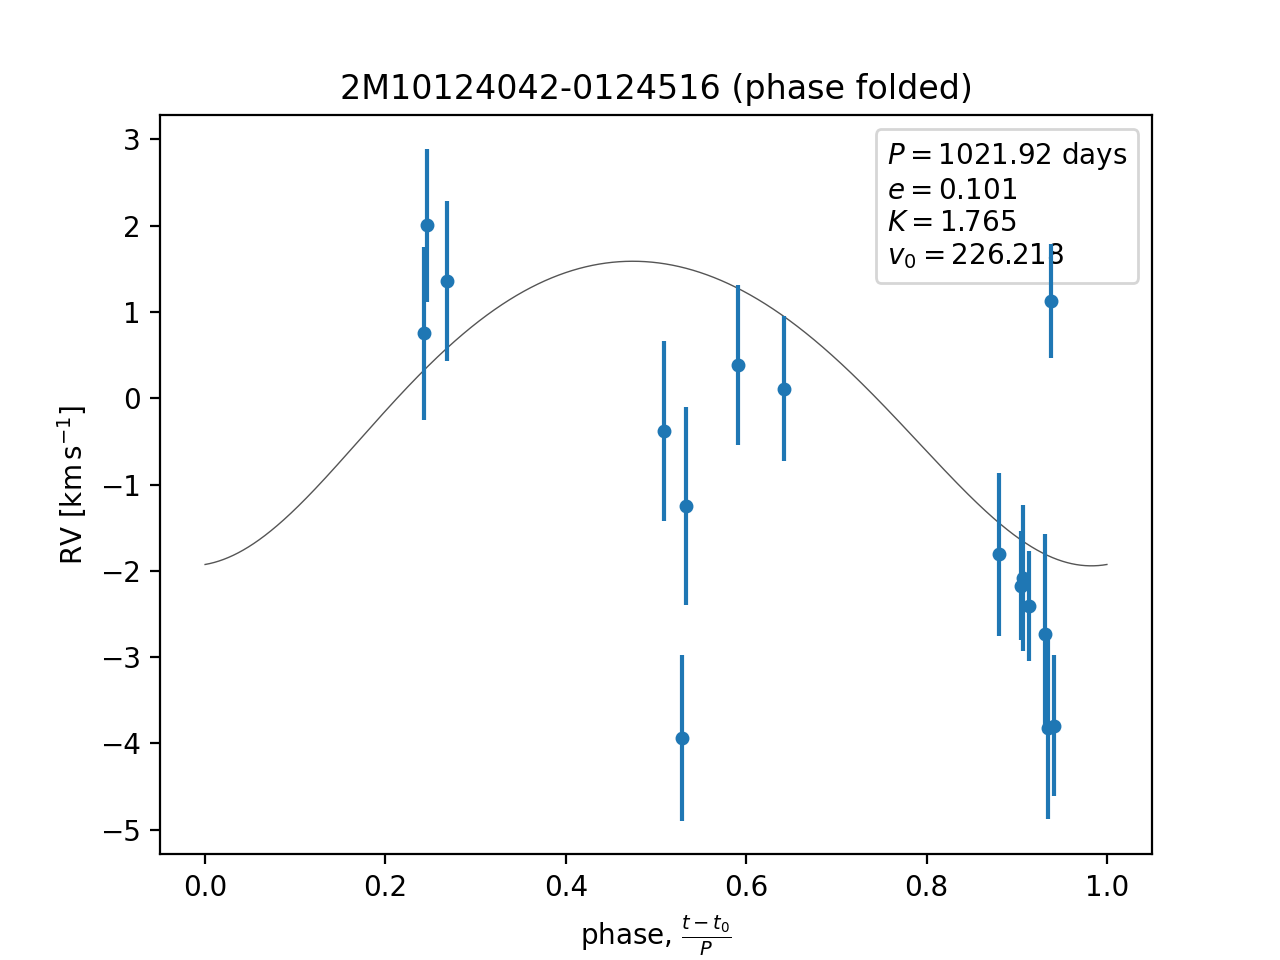 2M10124042-0124516 (phase folded)
P = 1021.92 days
e = 0.101
K = 1.765
v₀ = 226.218
3
2
1
0
−1
−2
−3
−4
−5
RV [km s⁻¹]
0.0 0.2 0.4 0.6 0.8 1.0
phase, (t − t₀)/P